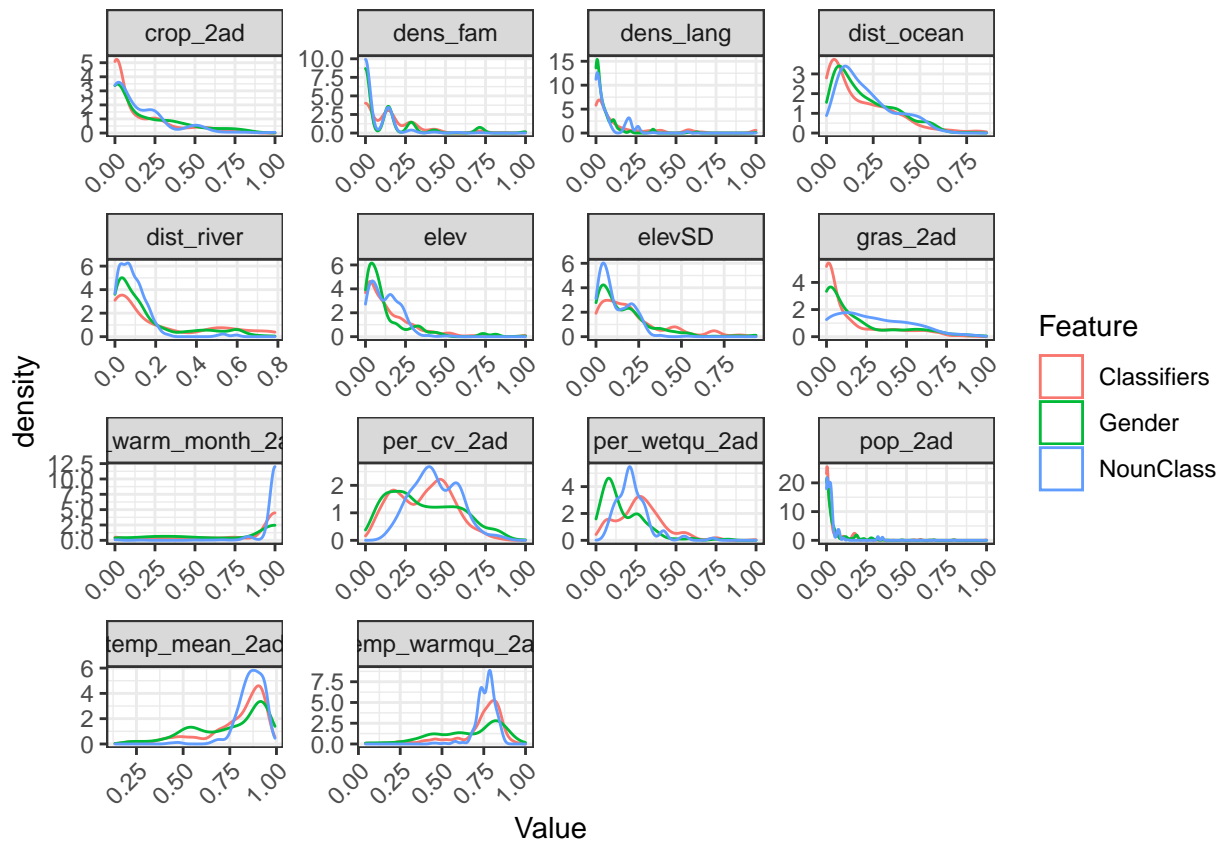 crop_2ad dens_fam dens_lang dist_ocean
5 4 3 2 1 0
10.0 7.5 5.0 2.5 0.0
15 10 5 0
3 2 1 0
0.00 0.25 0.50 0.75 1.00
0.00 0.25 0.50 0.75 1.00
0.00 0.25 0.50 0.75 1.00
0.00 0.25 0.50 0.75
dist_river elev elevSD gras_2ad
6 4 2 0
6 4 2 0
6 4 2 0
4 2 0
0.0 0.2 0.4 0.6 0.8
0.00 0.25 0.50 0.75 1.00
0.00 0.25 0.50 0.75
0.00 0.25 0.50 0.75 1.00
_warm_month_2a per_cv_2ad per_wetqu_2ad pop_2ad
12.5 10.0 7.5 5.0 2.5 0.0
2 1 0
4 2 0
20 10 0
0.00 0.25 0.50 0.75 1.00
0.00 0.25 0.50 0.75 1.00
0.00 0.25 0.50 0.75 1.00
0.00 0.25 0.50 0.75 1.00
temp_mean_2ad emp_warmqu_2a
6 4 2 0
7.5 5.0 2.5 0.0
0.25 0.50 0.75 1.00
0.00 0.25 0.50 0.75 1.00
density
Value
Feature
Classifiers
Gender
NounClass